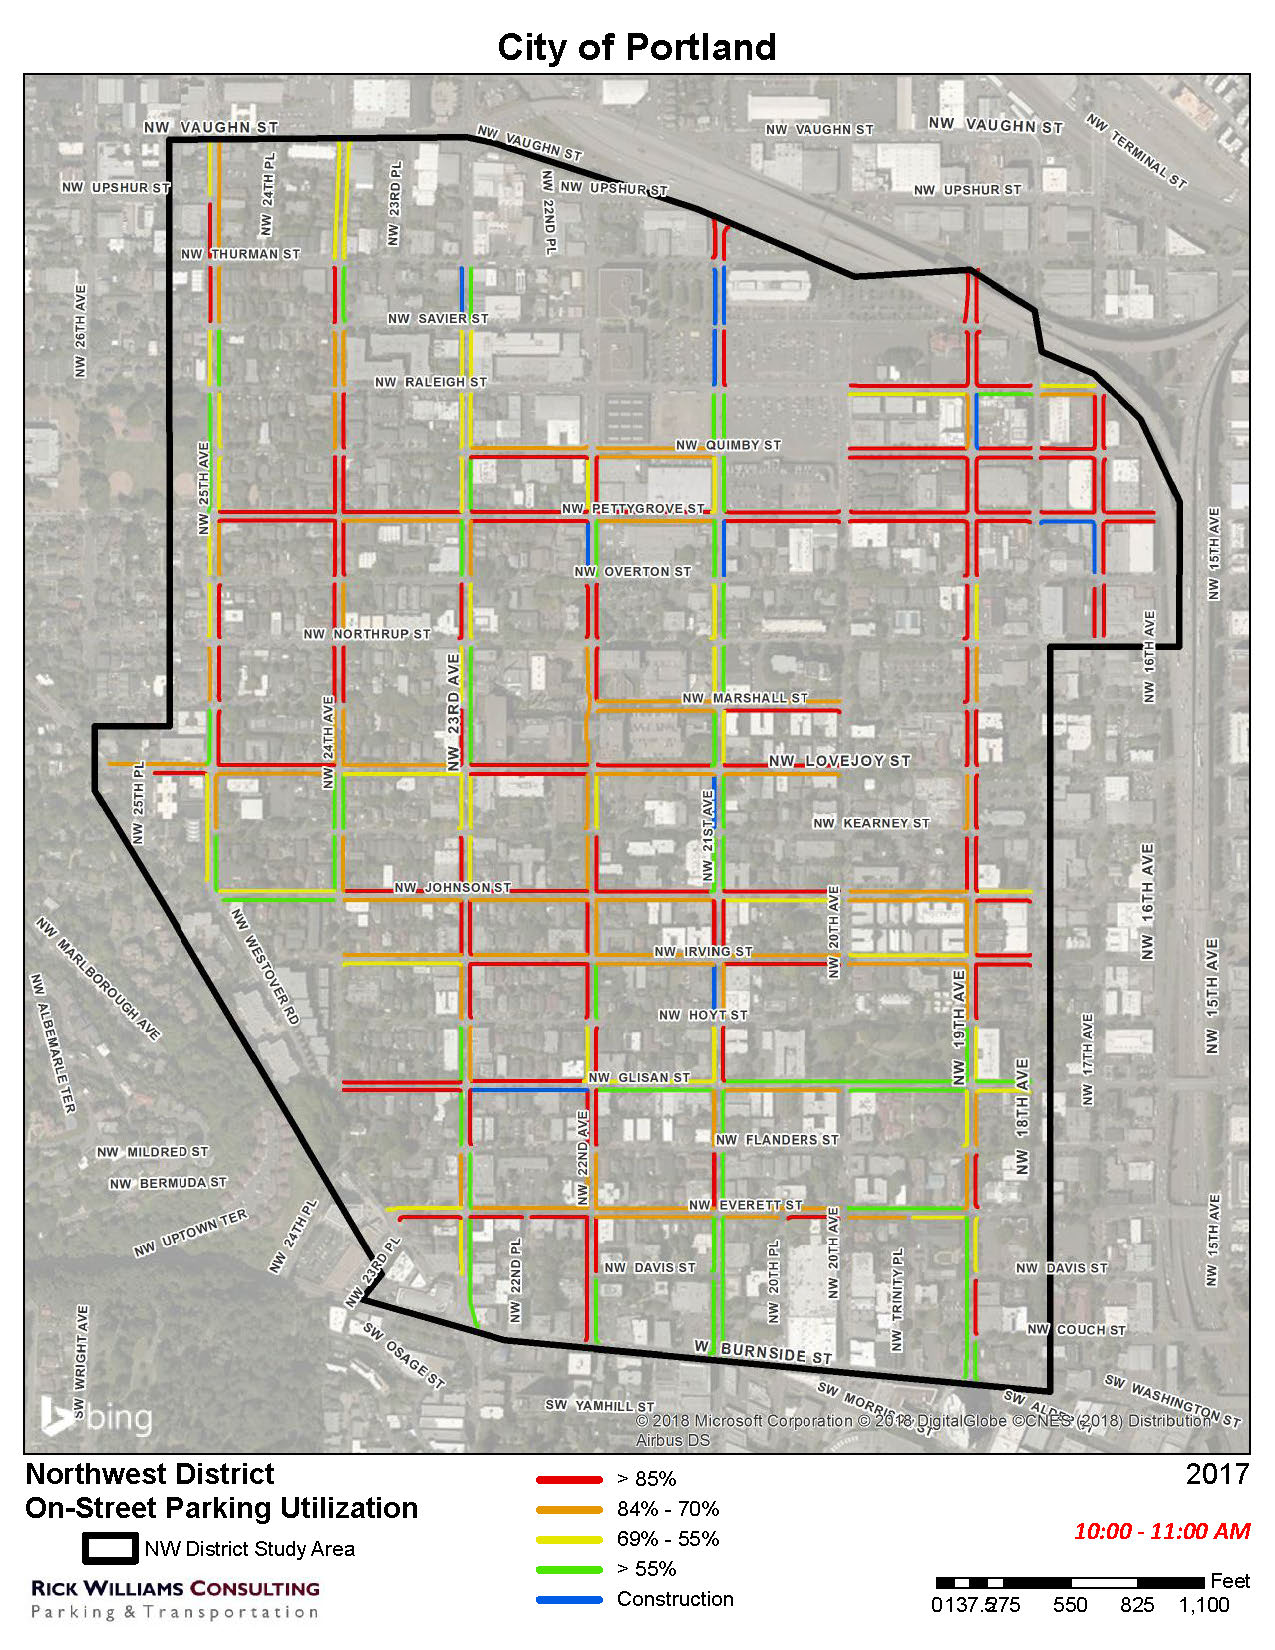 City of Portland
NW VAUGHN ST
NW VAUGHN ST
NW VAUGHN ST
NW VAUGHN ST
NW TERMINAL ST
NW UPSHUR ST
NW 24TH PL
NW 23RD PL
NW 22ND PL
NW UPSHUR ST
NW UPSHUR ST
NW THURMAN ST
NW 26TH AVE
NW SAVIER ST
NW RALEIGH ST
NW QUIMBY ST
NW 25TH AVE
NW PETTYGROVE ST
NW 15TH AVE
NW OVERTON ST
NW NORTHRUP ST
NW 16TH AVE
NW 23RD AVE
NW MARSHALL ST
NW 24TH AVE
NW LOVEJOY ST
NW 25TH PL
NW 21ST AVE
NW KEARNEY ST
NW JOHNSON ST
NW 20TH AVE
NW 16TH AVE
NW MARLBOROUGH AVE
NW WESTOVER RD
NW IRVING ST
NW 15TH AVE
NW ALBEMARLE TER
NW HOYT ST
NW 19TH AVE
NW 17TH AVE
NW GLISAN ST
NW 18TH AVE
NW 22ND AVE
NW FLANDERS ST
NW MILDRED ST
NW BERMUDA ST
NW EVERETT ST
NW UPTOWN TER
NW 24TH PL
NW 23RD PL
NW 22ND PL
NW DAVIS ST
NW 20TH PL
NW 20TH AVE
NW TRINITY PL
NW DAVIS ST
NW 15TH AVE
SW WRIGHT AVE
SW OSAGE ST
NW COUCH ST
W BURNSIDE ST
SW YAMHILL ST
SW MORRISON ST
SW ALDER CT
SW WASHINGTON ST
bing
© 2018 Microsoft Corporation © 2018 DigitalGlobe ©CNES (2018) Distribution
Airbus DS
Northwest District
On-Street Parking Utilization
NW District Study Area
RICK WILLIAMS CONSULTING
Parking & Transportation
> 85%
84% - 70%
69% - 55%
> 55%
Construction
2017
10:00 - 11:00 AM
Feet
0 137.5 275 550 825 1,100